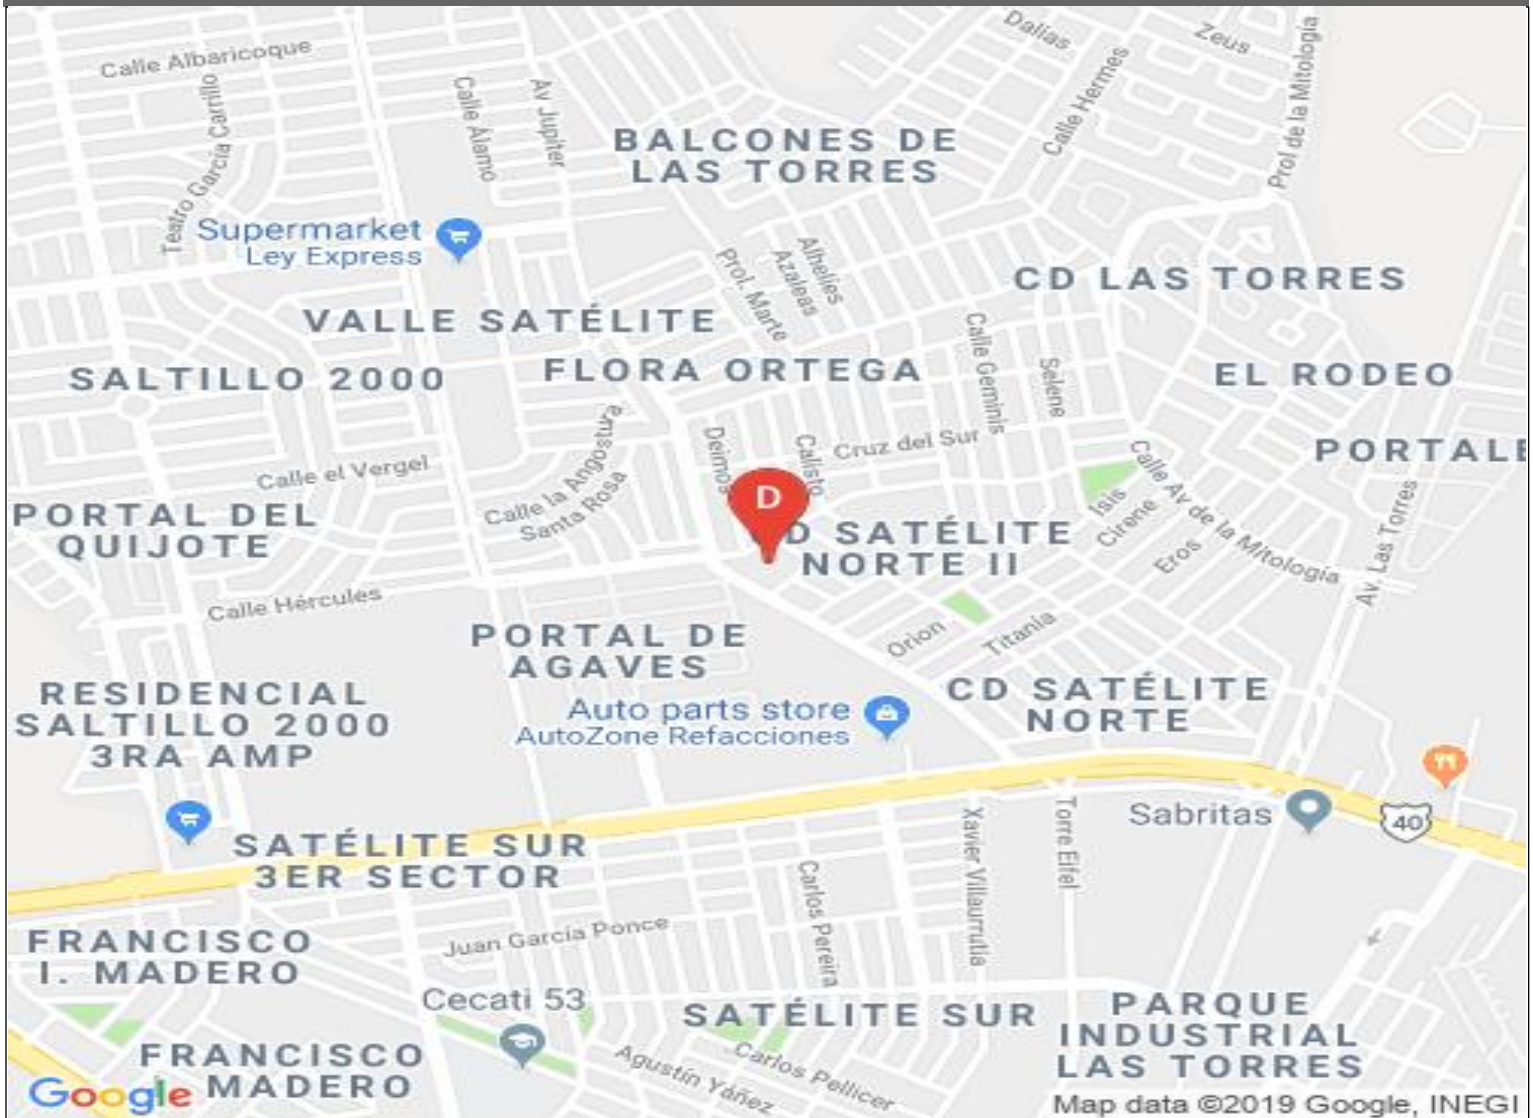 Dalías
Zeus
Prol de la Mitología
Calle Albaricoque
Teatro García Carrillo
Calle Álamo
Av Jupiter
Calle Hermes
BALCONES DE
LAS TORRES
Supermarket
Ley Express
Prol. Marte
Azaleas
Alhelíes
CD LAS TORRES
VALLE SATÉLITE
Calle Geminis
Selene
SALTILLO 2000
FLORA ORTEGA
EL RODEO
Deimos
Calisto
Cruz del Sur
PORTALE
Calle el Vergel
Calle la Angostura
Santa Rosa
D
Calle Av de la Mitología
Isis
Cirene
Eros
Av. Las Torres
PORTAL DEL
QUIJOTE
D SATÉLITE
NORTE II
Calle Hércules
PORTAL DE
AGAVES
Orion
Titania
RESIDENCIAL
SALTILLO 2000
3RA AMP
CD SATÉLITE
NORTE
Auto parts store
AutoZone Refacciones
Sabritas
40
SATÉLITE SUR
3ER SECTOR
Carlos Pereira
Xavier Villaurrutia
Torre Eifel
FRANCISCO
I. MADERO
Juan García Ponce
Cecati 53
SATÉLITE SUR
PARQUE
INDUSTRIAL
LAS TORRES
FRANCISCO
MADERO
Agustín Yáñez
Carlos Pellicer
Google
Map data ©2019 Google, INEGI